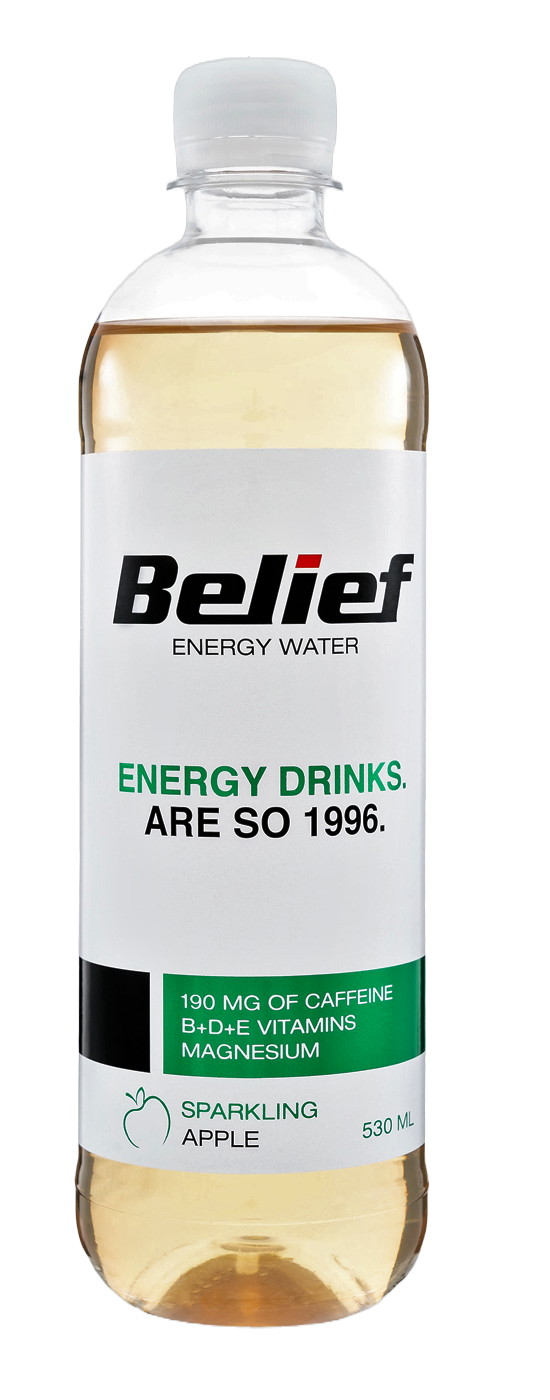 Belief
ENERGY WATER
ENERGY DRINKS.
ARE SO 1996.
190 MG OF CAFFEINE
B+D+E VITAMINS
MAGNESIUM
SPARKLING
APPLE
530 ML